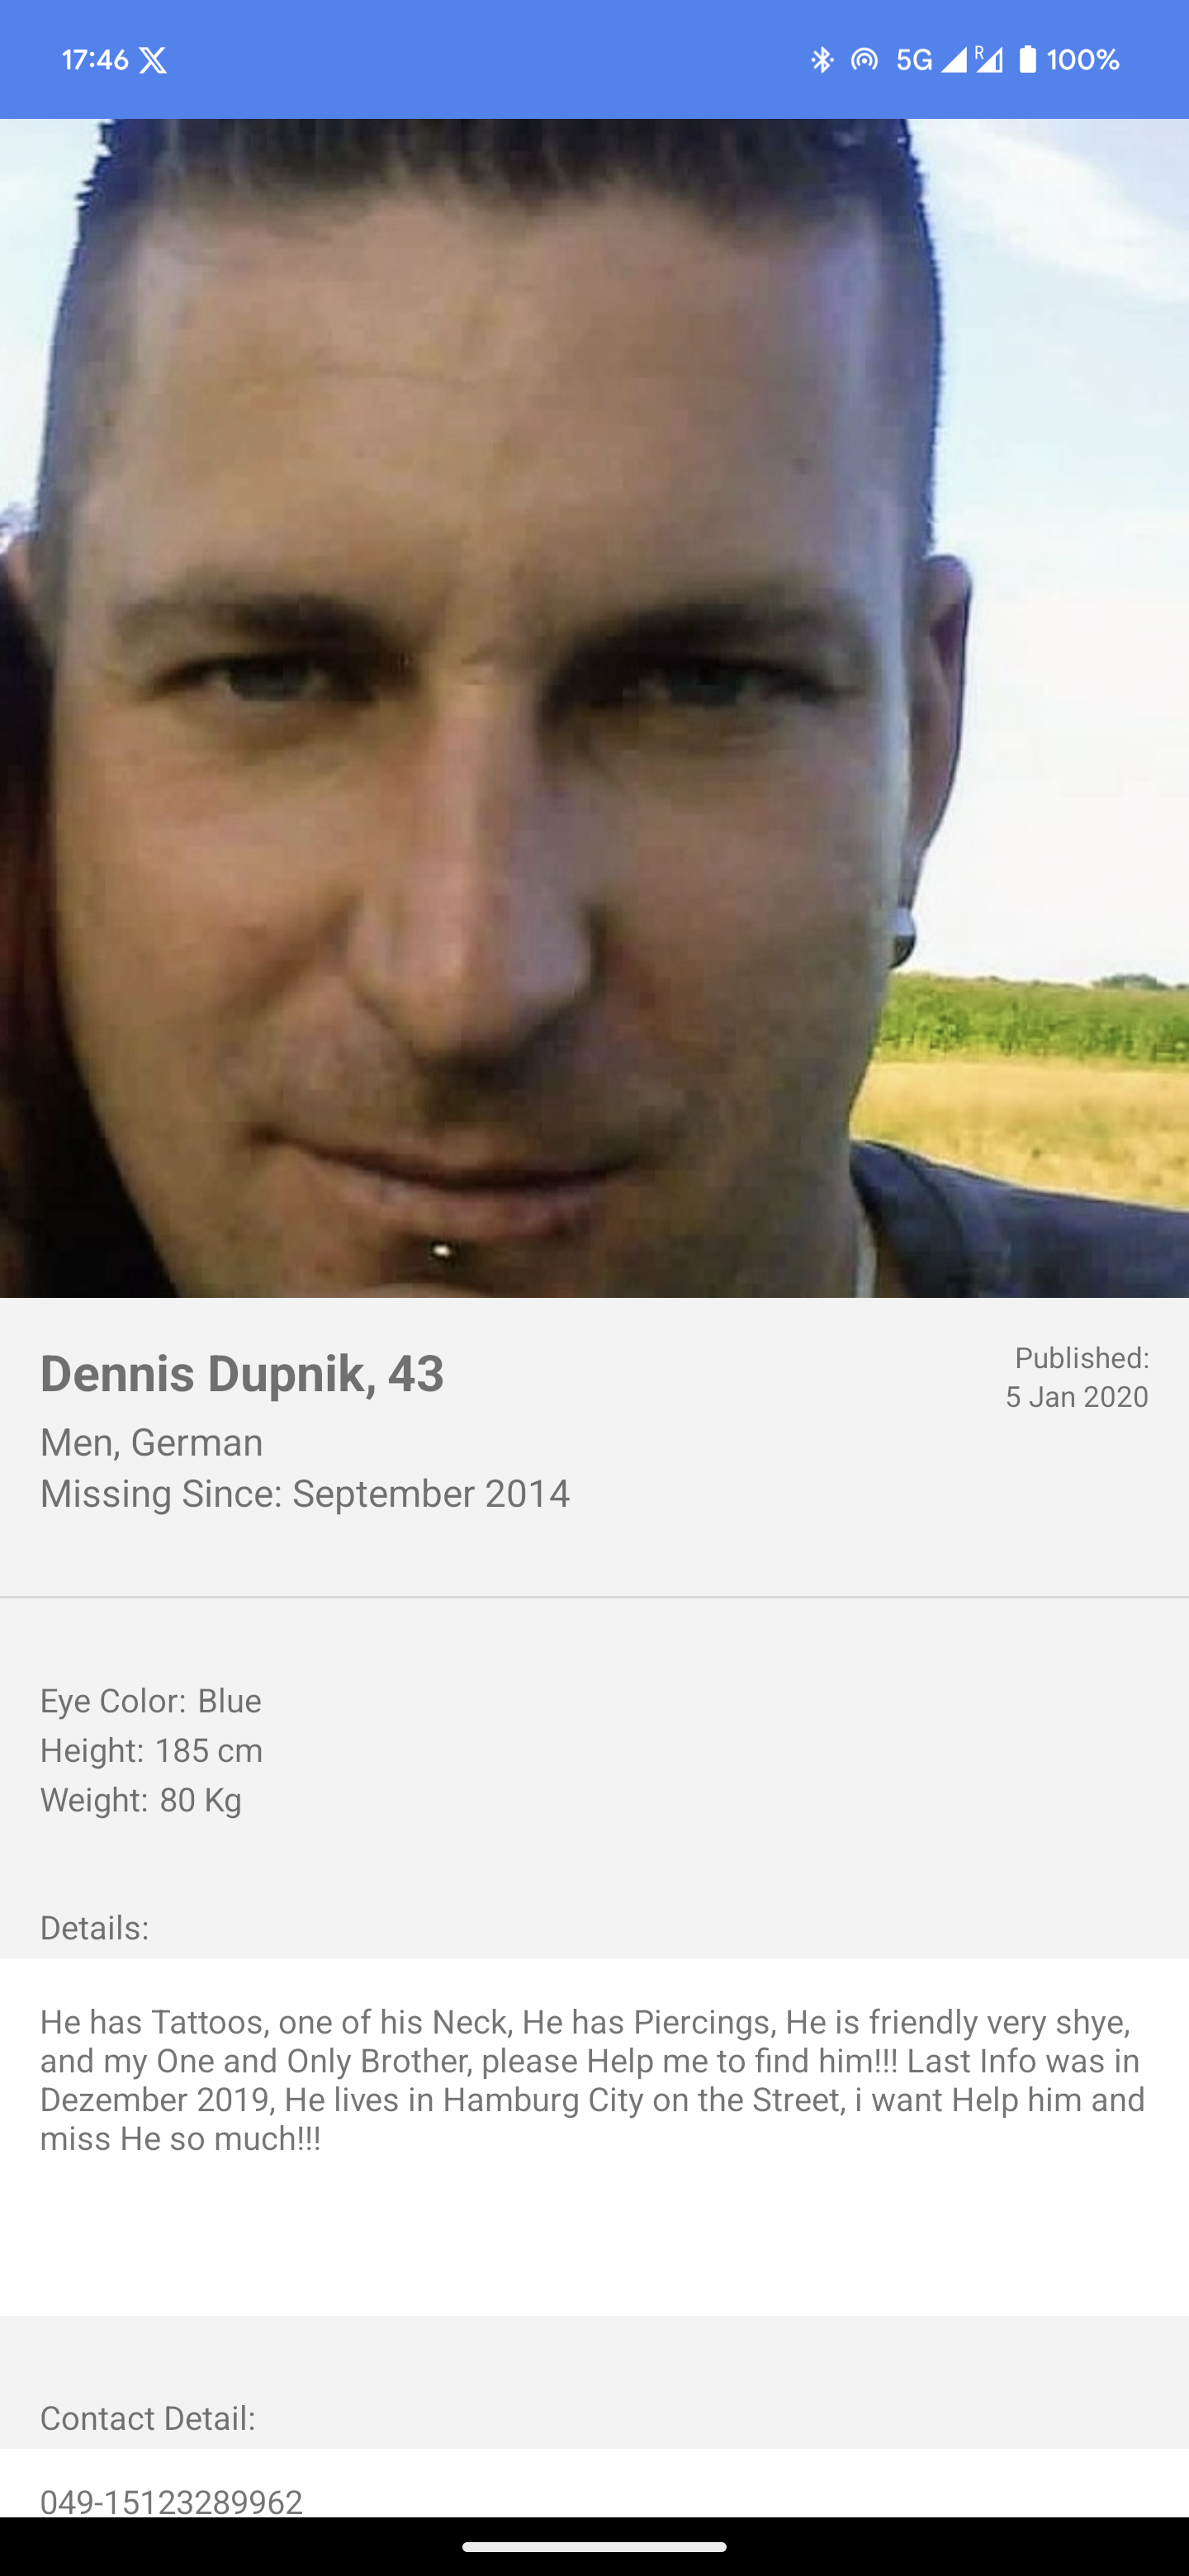 17:46 X 5G R 100%
Dennis Dupnik, 43
Published:
5 Jan 2020
Men, German
Missing Since: September 2014
Eye Color: Blue
Height: 185 cm
Weight: 80 Kg
Details:
He has Tattoos, one of his Neck, He has Piercings, He is friendly very shye,
and my One and Only Brother, please Help me to find him!!! Last Info was in
Dezember 2019, He lives in Hamburg City on the Street, i want Help him and
miss He so much!!!
Contact Detail:
049-15123289962